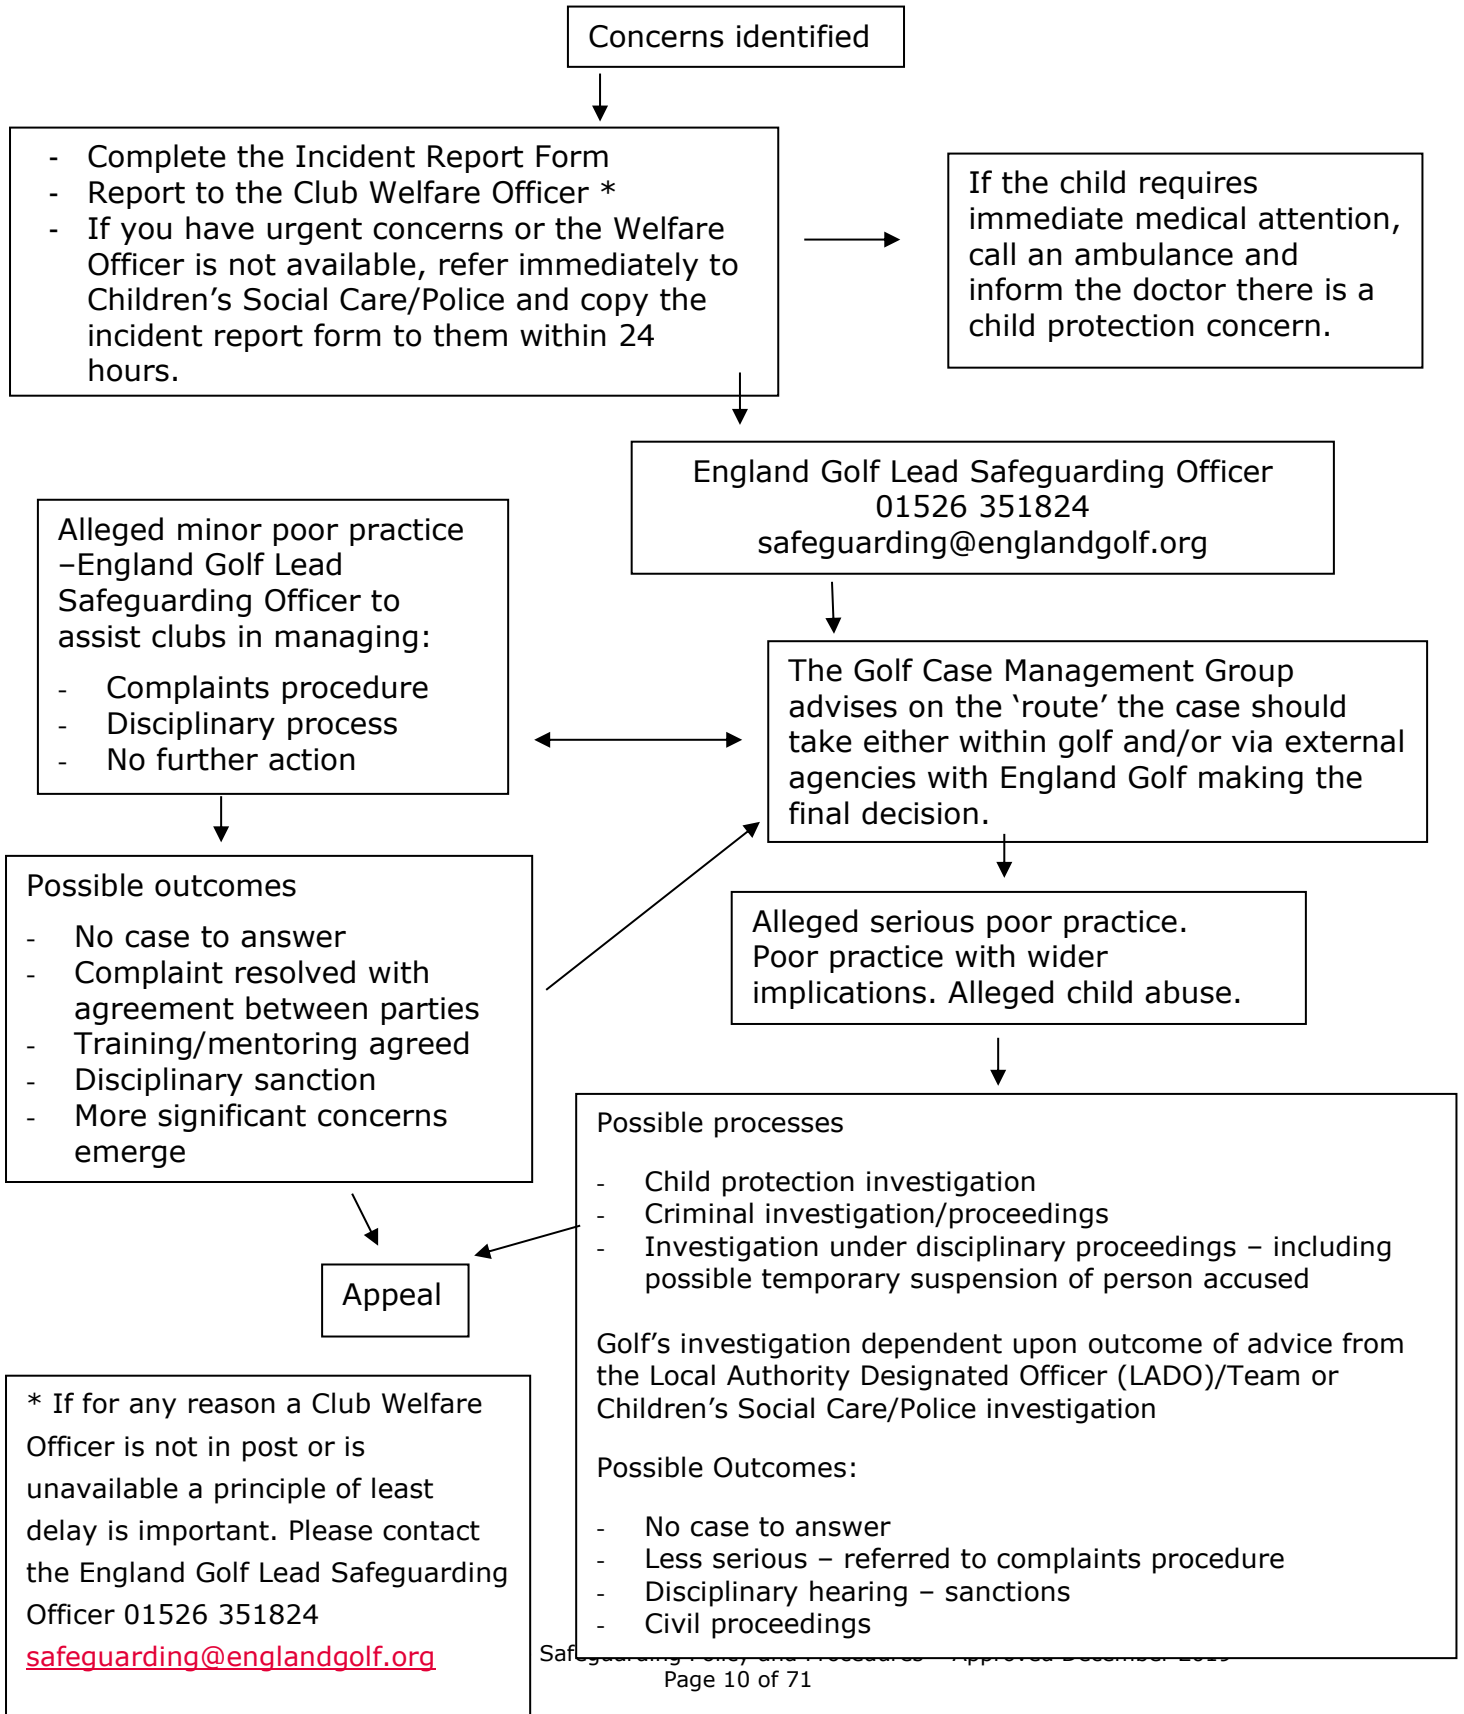 Concerns identified
- Complete the Incident Report Form
- Report to the Club Welfare Officer *
- If you have urgent concerns or the Welfare
Officer is not available, refer immediately to
Children’s Social Care/Police and copy the
incident report form to them within 24
hours.
If the child requires
immediate medical attention,
call an ambulance and
inform the doctor there is a
child protection concern.
England Golf Lead Safeguarding Officer
01526 351824
safeguarding@englandgolf.org
Alleged minor poor practice
–England Golf Lead
Safeguarding Officer to
assist clubs in managing:
- Complaints procedure
- Disciplinary process
- No further action
The Golf Case Management Group
advises on the ‘route’ the case should
take either within golf and/or via external
agencies with England Golf making the
final decision.
Possible outcomes
- No case to answer
- Complaint resolved with
agreement between parties
- Training/mentoring agreed
- Disciplinary sanction
- More significant concerns
emerge
Alleged serious poor practice.
Poor practice with wider
implications. Alleged child abuse.
Possible processes
- Child protection investigation
- Criminal investigation/proceedings
- Investigation under disciplinary proceedings – including
possible temporary suspension of person accused
Golf’s investigation dependent upon outcome of advice from
the Local Authority Designated Officer (LADO)/Team or
Children’s Social Care/Police investigation
Possible Outcomes:
- No case to answer
- Less serious – referred to complaints procedure
- Disciplinary hearing – sanctions
- Civil proceedings
Appeal
* If for any reason a Club Welfare
Officer is not in post or is
unavailable a principle of least
delay is important. Please contact
the England Golf Lead Safeguarding
Officer 01526 351824
safeguarding@englandgolf.org
Safeguarding Policy and Procedures – Approved December 2019
Page 10 of 71